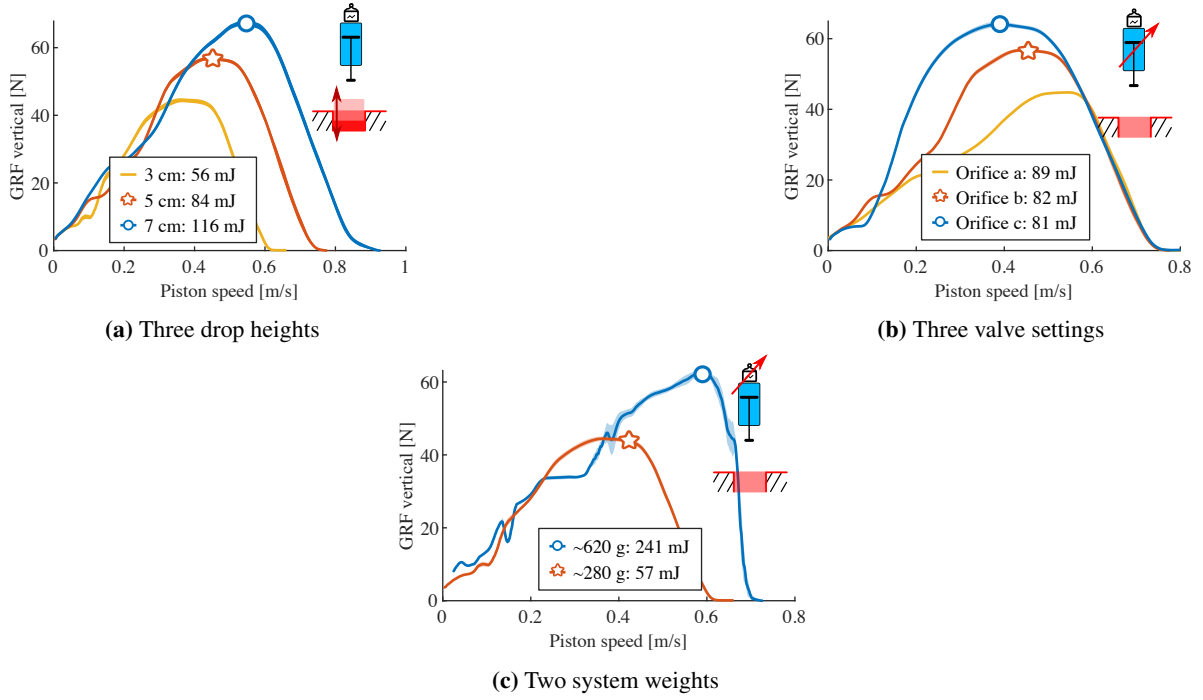 GRF vertical [N]
60
40
20
0
3 cm: 56 mJ
5 cm: 84 mJ
7 cm: 116 mJ
0 0.2 0.4 0.6 0.8 1
Piston speed [m/s]
(a) Three drop heights
GRF vertical [N]
60
40
20
0
Orifice a: 89 mJ
Orifice b: 82 mJ
Orifice c: 81 mJ
0 0.2 0.4 0.6 0.8
Piston speed [m/s]
(b) Three valve settings
GRF vertical [N]
60
40
20
0
~620 g: 241 mJ
~280 g: 57 mJ
0 0.2 0.4 0.6 0.8
Piston speed [m/s]
(c) Two system weights